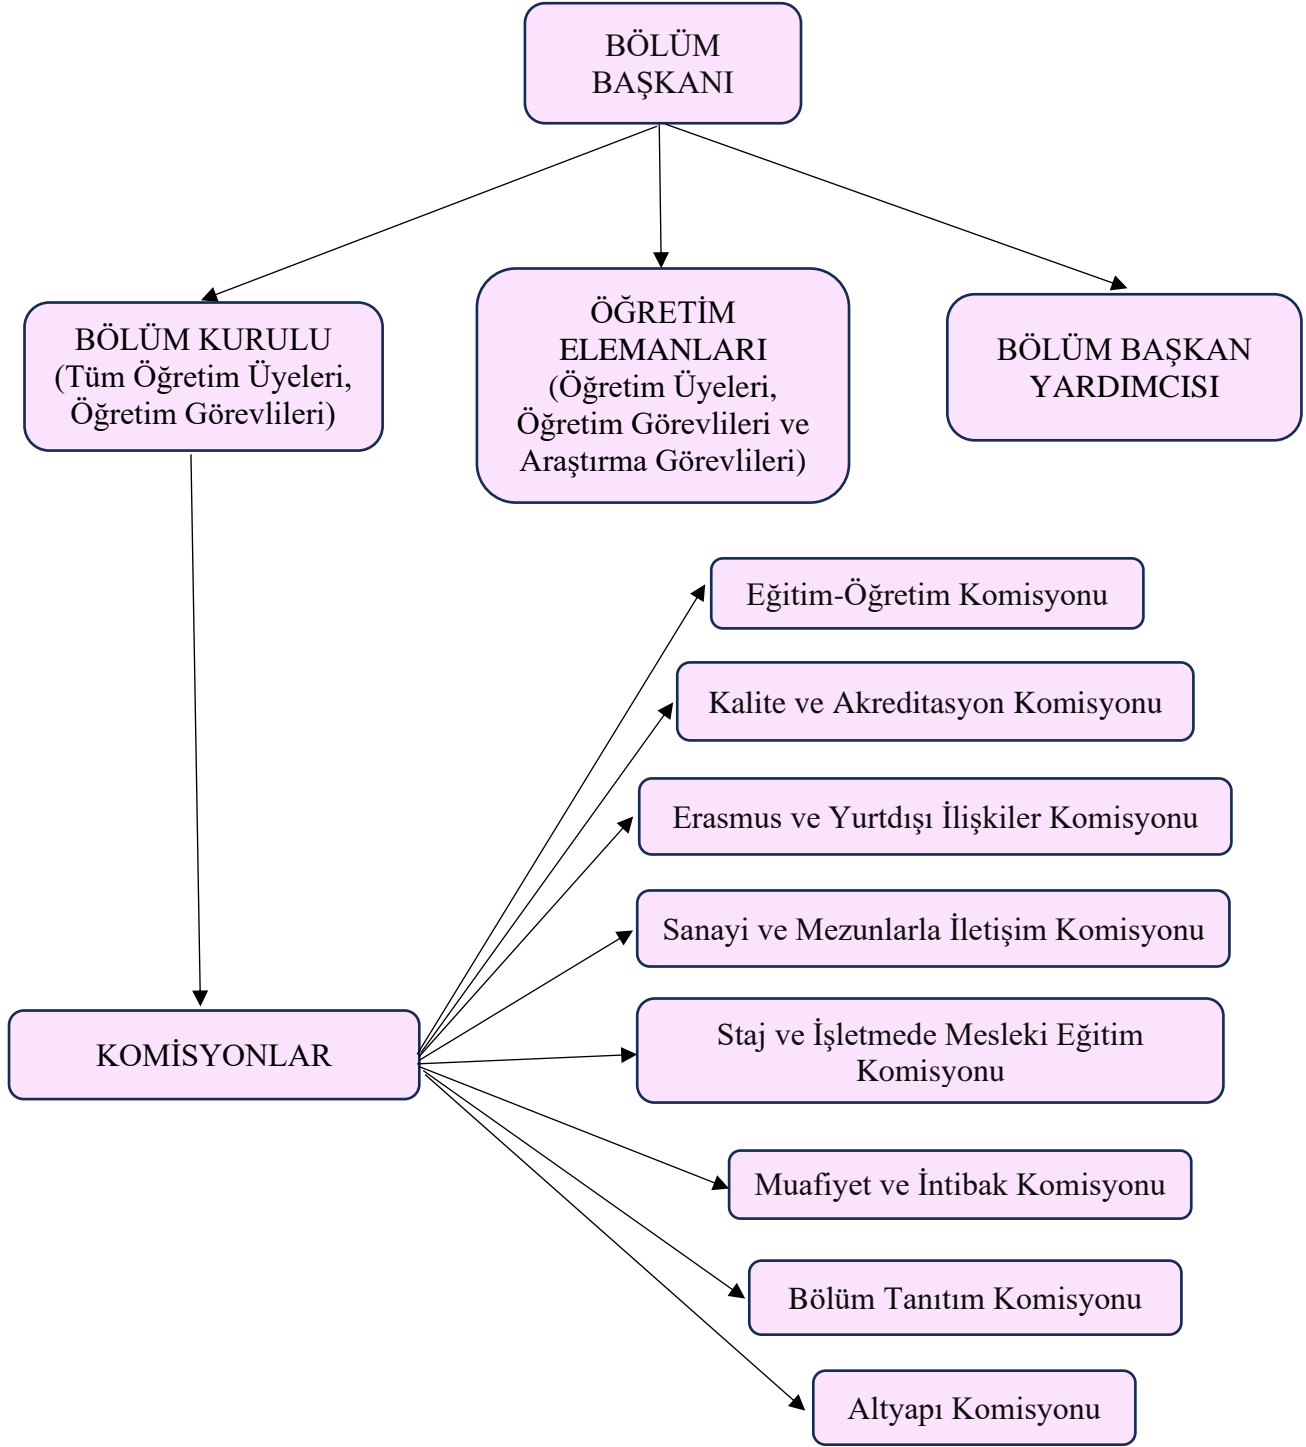 BÖLÜM
BAŞKANI
BÖLÜM KURULU
(Tüm Öğretim Üyeleri,
Öğretim Görevlileri)
ÖĞRETİM
ELEMANLARI
(Öğretim Üyeleri,
Öğretim Görevlileri ve
Araştırma Görevlileri)
BÖLÜM BAŞKAN
YARDIMCISI
KOMİSYONLAR
Eğitim-Öğretim Komisyonu
Kalite ve Akreditasyon Komisyonu
Erasmus ve Yurtdışı İlişkiler Komisyonu
Sanayi ve Mezunlarla İletişim Komisyonu
Staj ve İşletmede Mesleki Eğitim
Komisyonu
Muafiyet ve İntibak Komisyonu
Bölüm Tanıtım Komisyonu
Altyapı Komisyonu